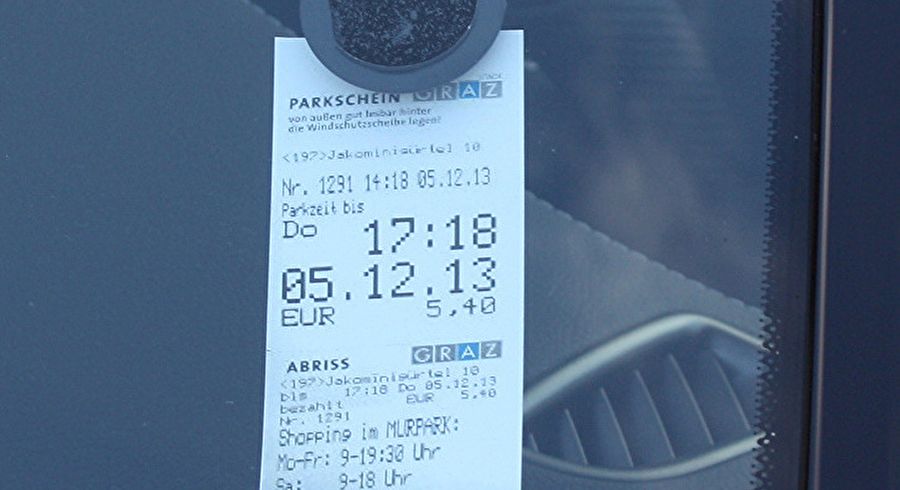 STADT
PARKSCHEIN GRAZ
von außen gut lesbar hinter
die Windschutzscheibe legen!
<197>Jakominigürtel 10
Nr. 1291 14:18 05.12.13
Parkzeit bis
Do 17:18
05.12.13
EUR 5,40
ABRISS GRAZ
<197>Jakominigürtel 10
bis 17:18 Do 05.12.13
bezahlt EUR 5,40
Nr. 1291
Shopping im MURPARK:
Mo-Fr: 9-19:30 Uhr
Sa: 9-18 Uhr